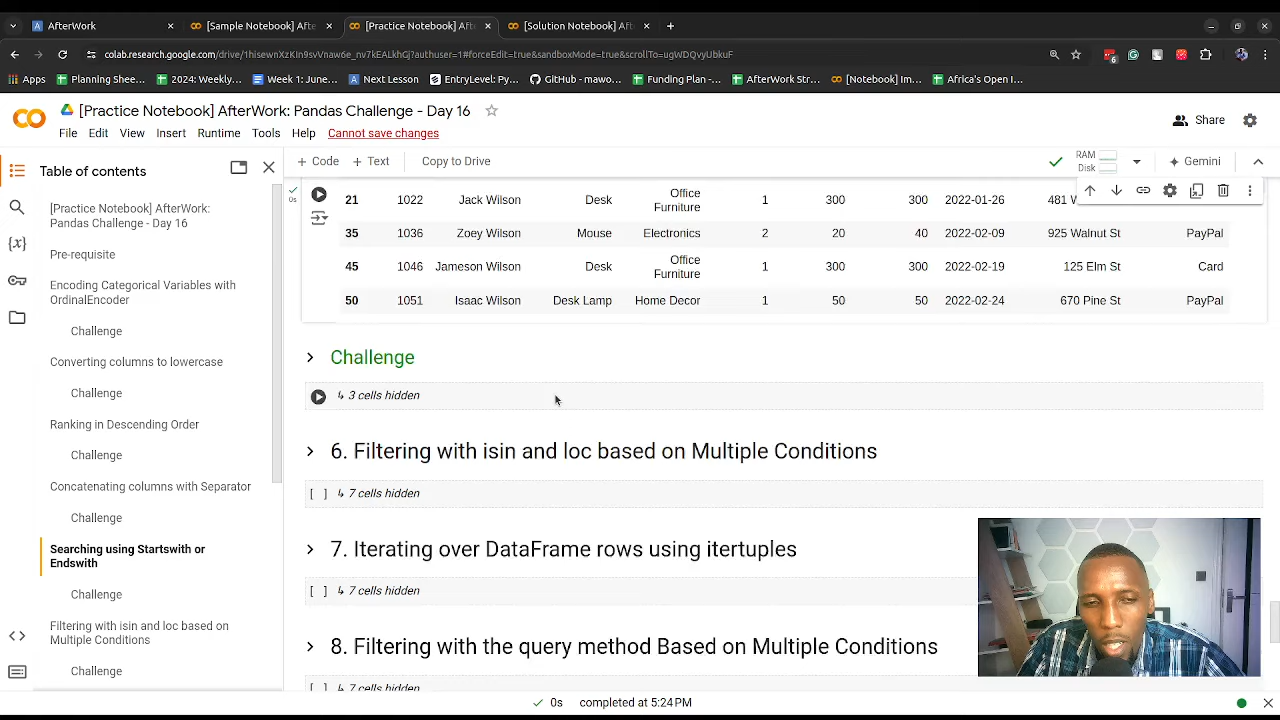 AfterWork
[Sample Notebook] Aft
[Practice Notebook] Aft
[Solution Notebook] Aft
colab.research.google.com/drive/1hisewnXzKIn9svVnaw6e_nv7kEALkhGj?authuser=1#forceEdit=true&sandboxMode=true&scrollTo=ugWDQVyUbkuF
6
Apps
Planning Shee...
2024: Weekly...
Week 1: June...
Next Lesson
EntryLevel: Py...
GitHub - mawo...
Funding Plan -...
AfterWork Str...
[Notebook] Im...
Africa's Open I...
[Practice Notebook] AfterWork: Pandas Challenge - Day 16
Share
File Edit View Insert Runtime Tools Help Cannot save changes
Table of contents
+ Code + Text Copy to Drive
RAM
Disk
Gemini
[Practice Notebook] AfterWork:
Pandas Challenge - Day 16
Pre-requisite
Encoding Categorical Variables with
OrdinalEncoder
Challenge
Converting columns to lowercase
Challenge
Ranking in Descending Order
Challenge
Concatenating columns with Separator
Challenge
Searching using Startswith or
Endswith
Challenge
Filtering with isin and loc based on
Multiple Conditions
Challenge
0s
21 1022 Jack Wilson Desk Office Furniture 1 300 300 2022-01-26 481 W
35 1036 Zoey Wilson Mouse Electronics 2 20 40 2022-02-09 925 Walnut St PayPal
45 1046 Jameson Wilson Desk Office Furniture 1 300 300 2022-02-19 125 Elm St Card
50 1051 Isaac Wilson Desk Lamp Home Decor 1 50 50 2022-02-24 670 Pine St PayPal
Challenge
↳ 3 cells hidden
6. Filtering with isin and loc based on Multiple Conditions
[ ] ↳ 7 cells hidden
7. Iterating over DataFrame rows using itertuples
[ ] ↳ 7 cells hidden
8. Filtering with the query method Based on Multiple Conditions
[ ] ↳ 7 cells hidden
0s completed at 5:24 PM